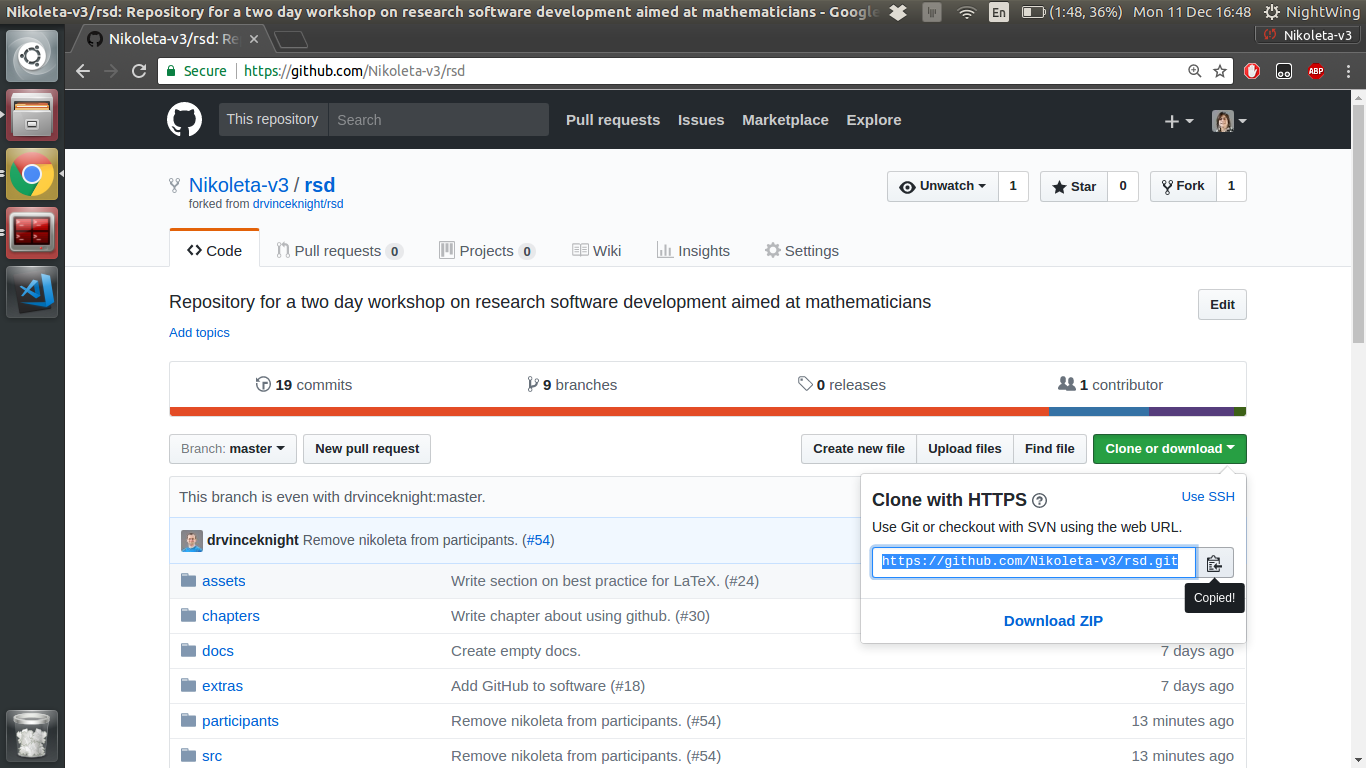 Nikoleta-v3/rsd: Repository for a two day workshop on research software development aimed at mathematicians - Google
En (1:48, 36%) Mon 11 Dec 16:48 NightWing
Nikoleta-v3/rsd: Re
Nikoleta-v3
Secure https://github.com/Nikoleta-v3/rsd
ABP
This repository Search Pull requests Issues Marketplace Explore
Nikoleta-v3 / rsd
forked from drvinceknight/rsd
Unwatch 1 Star 0 Fork 1
Code Pull requests 0 Projects 0 Wiki Insights Settings
Repository for a two day workshop on research software development aimed at mathematicians
Edit
Add topics
19 commits 9 branches 0 releases 1 contributor
Branch: master New pull request Create new file Upload files Find file Clone or download
This branch is even with drvinceknight:master.
drvinceknight Remove nikoleta from participants. (#54)
Clone with HTTPS Use SSH
Use Git or checkout with SVN using the web URL.
https://github.com/Nikoleta-v3/rsd.git
Copied!
Download ZIP
assets Write section on best practice for LaTeX. (#24)
chapters Write chapter about using github. (#30)
docs Create empty docs. 7 days ago
extras Add GitHub to software (#18) 7 days ago
participants Remove nikoleta from participants. (#54) 13 minutes ago
src Remove nikoleta from participants. (#54) 13 minutes ago